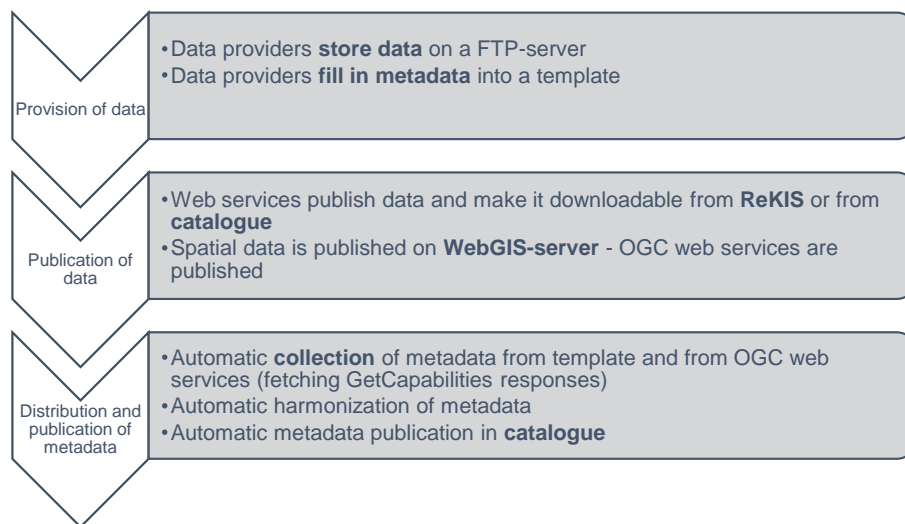 Provision of data
•Data providers store data on a FTP-server
•Data providers fill in metadata into a template
Publication of
data
•Web services publish data and make it downloadable from ReKIS or from
catalogue
•Spatial data is published on WebGIS-server - OGC web services are
published
Distribution and
publication of
metadata
•Automatic collection of metadata from template and from OGC web
services (fetching GetCapabilities responses)
•Automatic harmonization of metadata
•Automatic metadata publication in catalogue